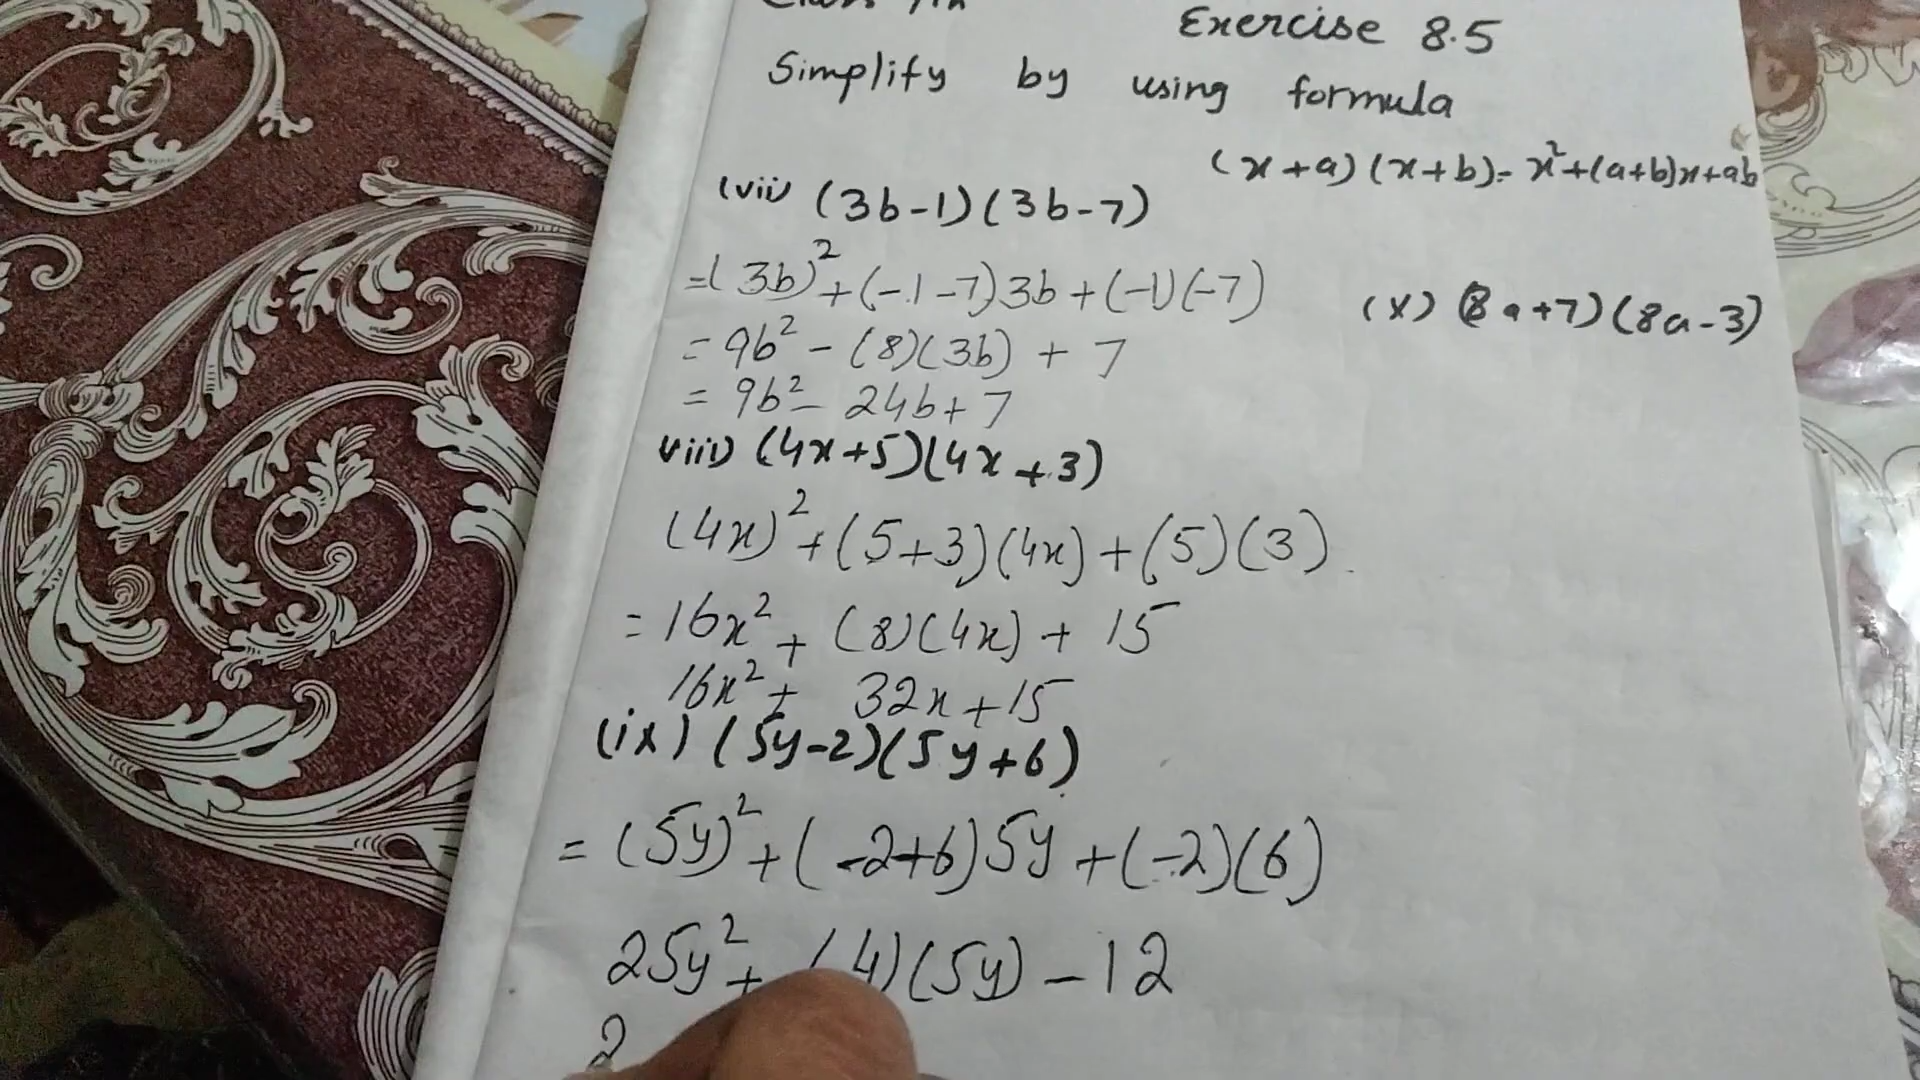 Exercise 8.5
Simplify by using formula
(x+a)(x+b)= x²+(a+b)x+ab
(vii) (3b-1)(3b-7)
=(3b)²+(-1-7)3b+(-1)(-7)
= 9b² - (8)(3b) + 7
= 9b² - 24b+7
viii) (4x+5)(4x+3)
(4x)²+(5+3)(4x)+(5)(3)
= 16x² + (8)(4x) + 15
16x² + 32x+15
(ix) (5y-2)(5y+6)
= (5y)²+(-2+6)5y+(-2)(6)
25y²+ (4)(5y) -12
2
(x) (8a+7)(8a-3)